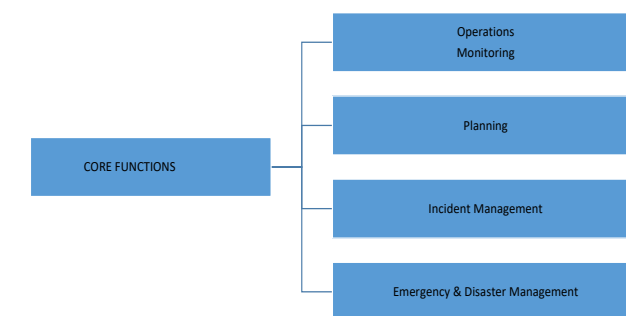 Operations
Monitoring
Planning
CORE FUNCTIONS
Incident Management
Emergency & Disaster Management